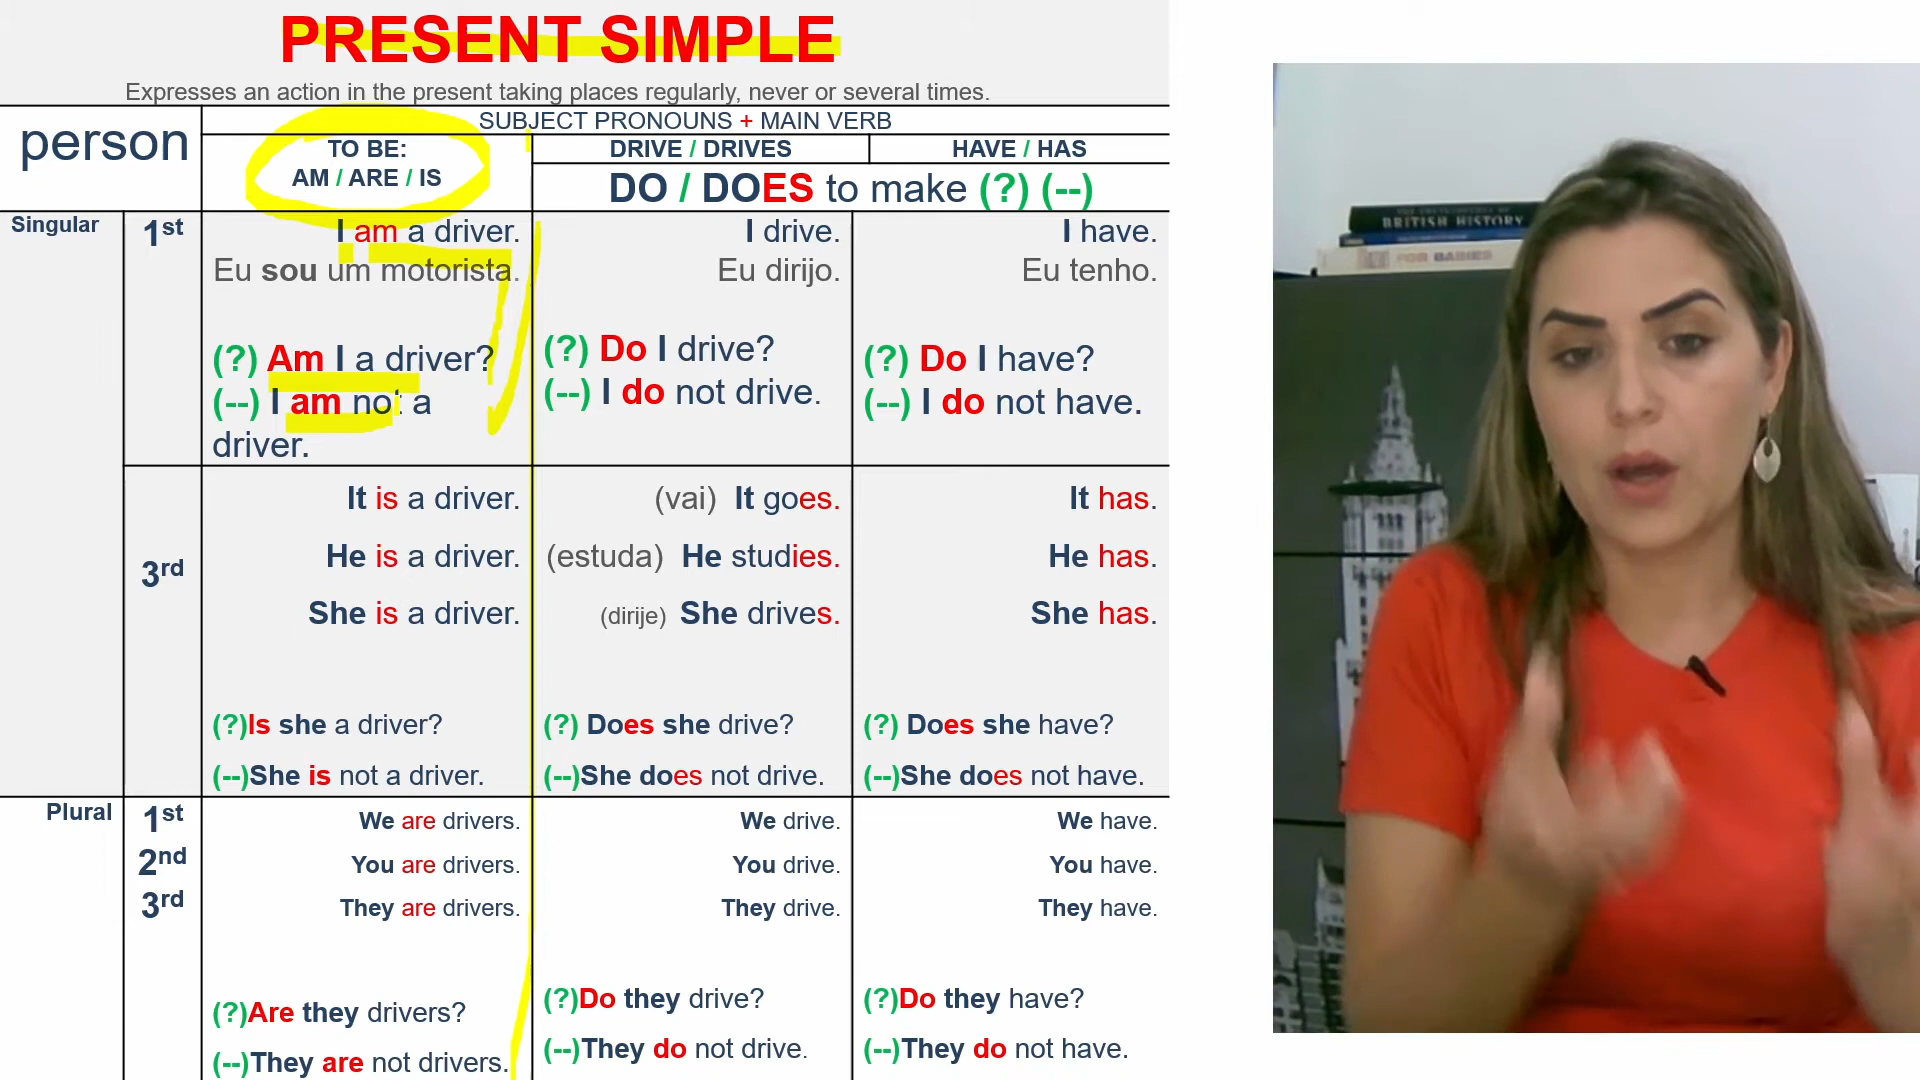 PRESENT SIMPLE
Expresses an action in the present taking places regularly, never or several times.
person
SUBJECT PRONOUNS + MAIN VERB
TO BE:
AM / ARE / IS
DRIVE / DRIVES
HAVE / HAS
DO / DOES to make (?) (--)
Singular
1st
I am a driver.
Eu sou um motorista.
(?) Am I a driver?
(--) I am not a
driver.
I drive.
Eu dirijo.
(?) Do I drive?
(--) I do not drive.
I have.
Eu tenho.
(?) Do I have?
(--) I do not have.
3rd
It is a driver.
He is a driver.
She is a driver.
(?)Is she a driver?
(--)She is not a driver.
(vai) It goes.
(estuda) He studies.
(dirije) She drives.
(?) Does she drive?
(--)She does not drive.
It has.
He has.
She has.
(?) Does she have?
(--)She does not have.
Plural
1st
2nd
3rd
We are drivers.
You are drivers.
They are drivers.
(?)Are they drivers?
(--)They are not drivers.
We drive.
You drive.
They drive.
(?)Do they drive?
(--)They do not drive.
We have.
You have.
They have.
(?)Do they have?
(--)They do not have.
BRITISH HISTORY
FOR BABIES